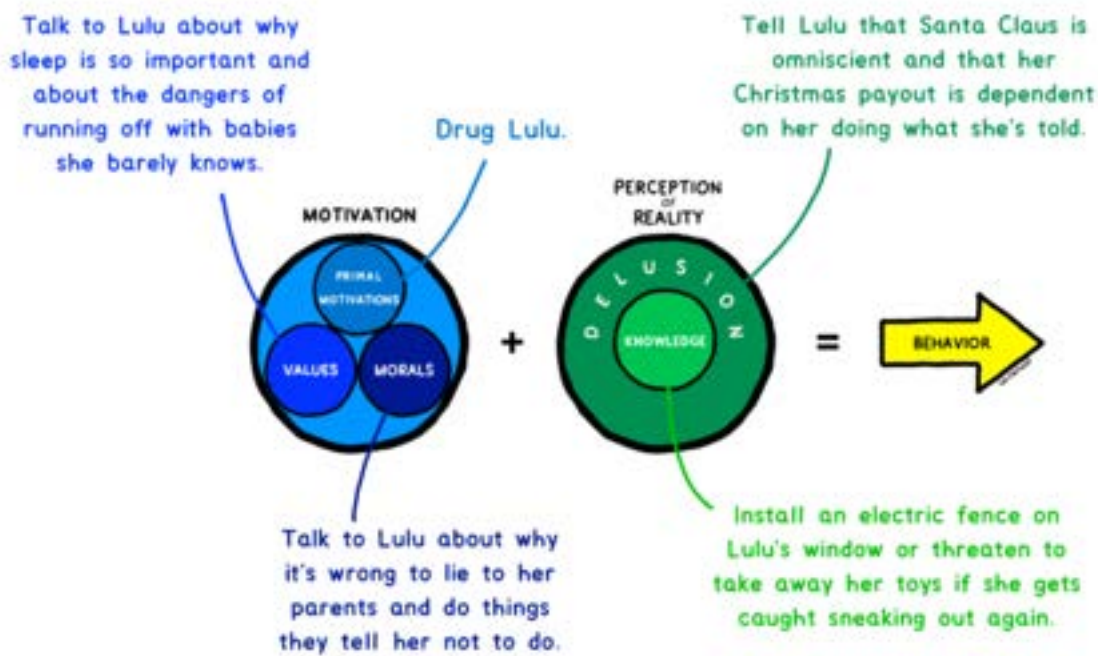 Talk to Lulu about why
sleep is so important and
about the dangers of
running off with babies
she barely knows.
Drug Lulu.
Tell Lulu that Santa Claus is
omniscient and that her
Christmas payout is dependent
on her doing what she's told.
MOTIVATION
PRIMAL
MOTIVATIONS
VALUES
MORALS
+
PERCEPTION
OF
REALITY
DELUSION
KNOWLEDGE
=
BEHAVIOR
Talk to Lulu about why
it's wrong to lie to her
parents and do things
they tell her not to do.
Install an electric fence on
Lulu's window or threaten to
take away her toys if she gets
caught sneaking out again.